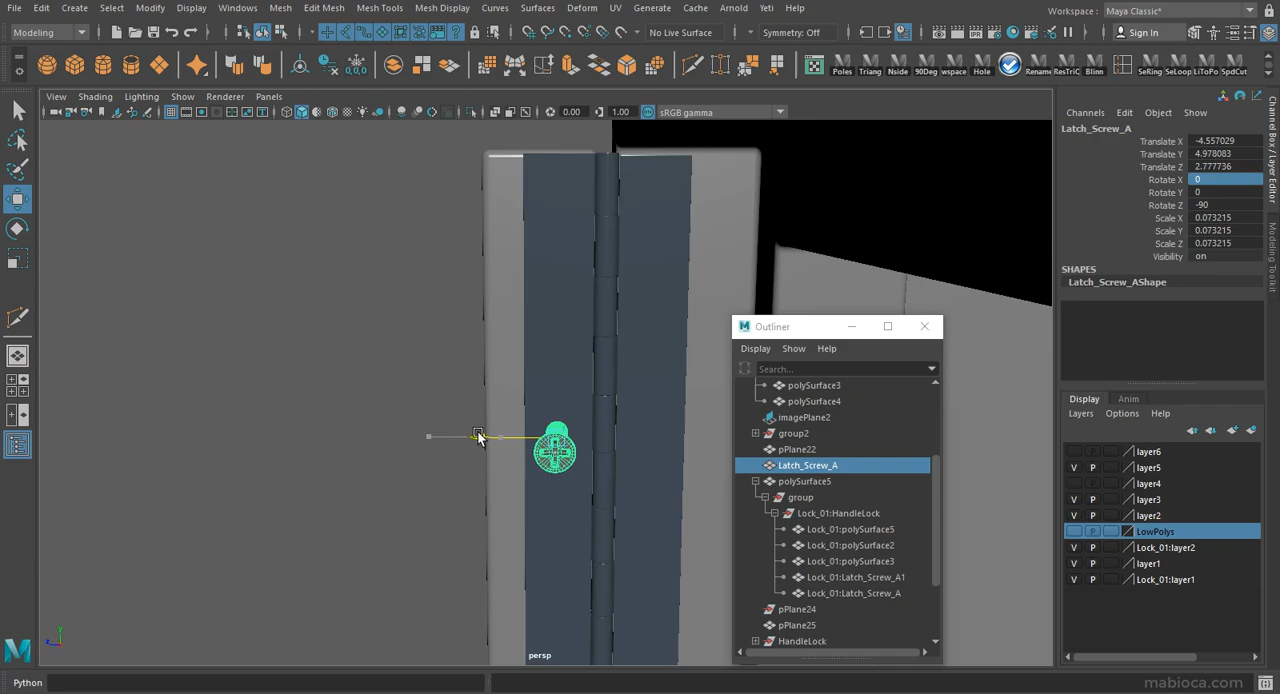 File Edit Create Select Modify Display Windows Mesh Edit Mesh Mesh Tools Mesh Display Curves Surfaces Deform UV Generate Cache Arnold Yeti Help
Workspace : Maya Classic*
Modeling No Live Surface Symmetry: Off Sign In
Poles Triang Nside 90Deg wspace Hole Rename ResTriC Blinn SeRing SeLoop LiToPo SpdCut
View Shading Lighting Show Renderer Panels
0.00 1.00 sRGB gamma
Channels Edit Object Show
Latch_Screw_A
Translate X -4.557029
Translate Y 4.978083
Translate Z 2.777736
Rotate X 0
Rotate Y 0
Rotate Z -90
Scale X 0.073215
Scale Y 0.073215
Scale Z 0.073215
Visibility on
SHAPES
Latch_Screw_AShape
Channel Box / Layer Editor
Modeling Toolkit
Outliner
Display Show Help
Search...
polySurface3
polySurface4
imagePlane2
group2
pPlane22
Latch_Screw_A
polySurface5
group
Lock_01:HandleLock
Lock_01:polySurface5
Lock_01:polySurface2
Lock_01:polySurface3
Lock_01:Latch_Screw_A1
Lock_01:Latch_Screw_A
pPlane24
pPlane25
HandleLock
Display Anim
Layers Options Help
layer6
V P layer5
layer4
V P layer3
V P layer2
P LowPolys
V P Lock_01:layer2
V P layer1
V P Lock_01:layer1
y
z
persp
M
Python
mabioca.com